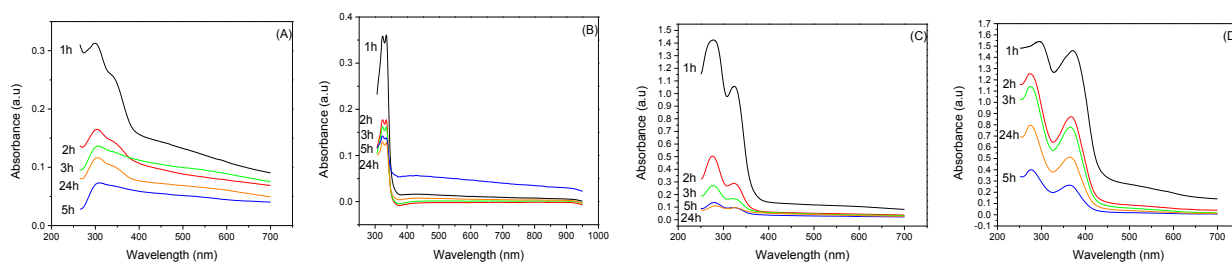 (A)
Absorbance (a.u)
0.3
0.2
0.1
0.0
1h
2h
3h
24h
5h
200 300 400 500 600 700
Wavelength (nm)
(B)
Absorbance (a.u)
0.4
0.3
0.2
0.1
0.0
1h
2h
3h
5h
24h
300 400 500 600 700 800 900 1000
Wavelength (nm)
(C)
Absorbance (a.u)
1.5
1.4
1.3
1.2
1.1
1.0
0.9
0.8
0.7
0.6
0.5
0.4
0.3
0.2
0.1
0.0
1h
2h
3h
5h
24h
200 300 400 500 600 700
Wavelength (nm)
(D)
Absorbance (a.u)
1.7
1.6
1.5
1.4
1.3
1.2
1.1
1.0
0.9
0.8
0.7
0.6
0.5
0.4
0.3
0.2
0.1
0.0
-0.1
1h
2h
3h
24h
5h
200 300 400 500 600 700
Wavelength (nm)